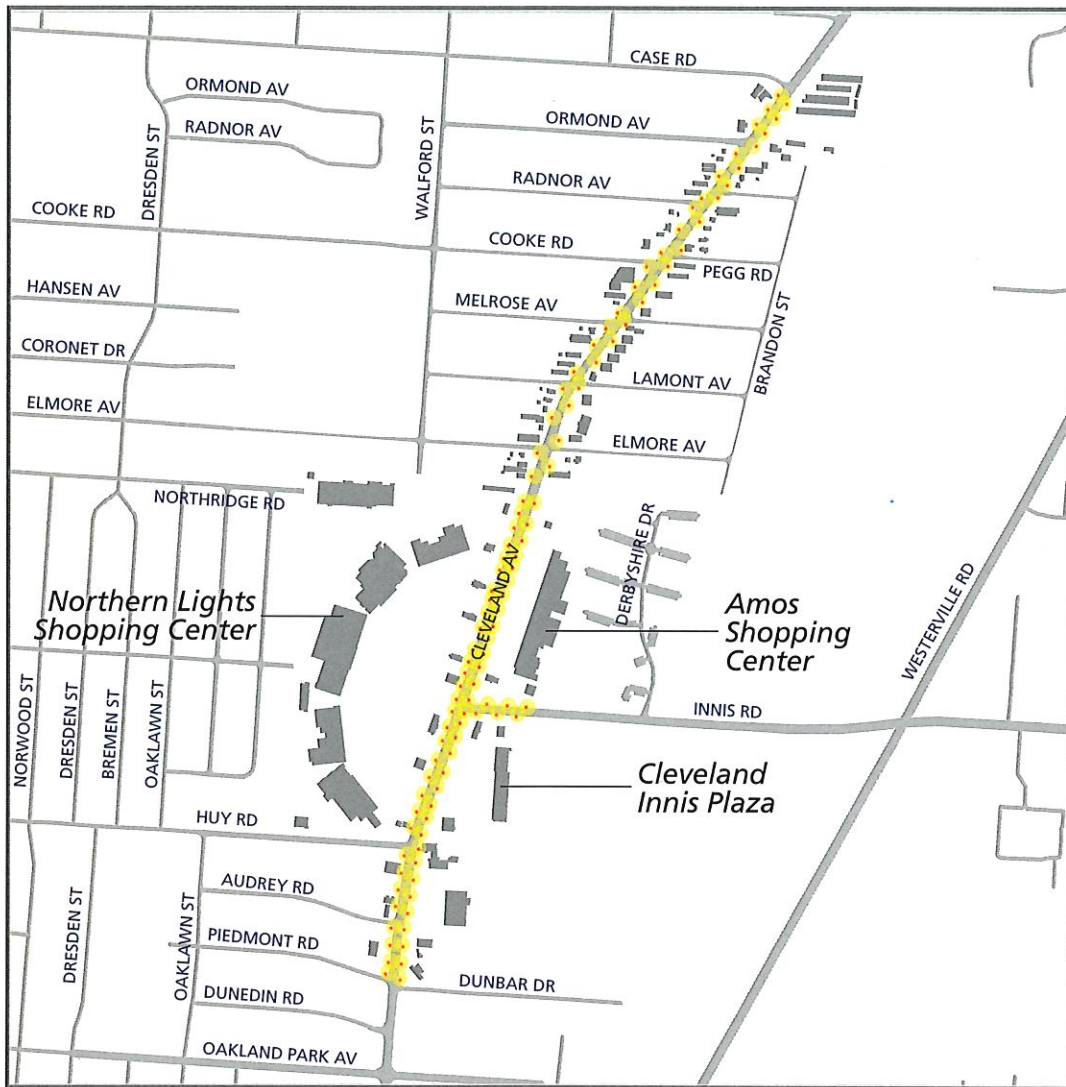 CASE RD
ORMOND AV
ORMOND AV
RADNOR AV
DRESDEN ST
WALFORD ST
RADNOR AV
COOKE RD
COOKE RD
PEGG RD
HANSEN AV
MELROSE AV
BRANDON ST
CORONET DR
LAMONT AV
ELMORE AV
ELMORE AV
NORTHRIDGE RD
CLEVELAND AV
DERBYSHIRE DR
WESTERVILLE RD
Northern Lights
Shopping Center
Amos
Shopping
Center
NORWOOD ST
DRESDEN ST
BREMEN ST
OAKLAWN ST
INNIS RD
Cleveland
Innis Plaza
HUY RD
AUDREY RD
DRESDEN ST
OAKLAWN ST
PIEDMONT RD
DUNBAR DR
DUNEDIN RD
OAKLAND PARK AV